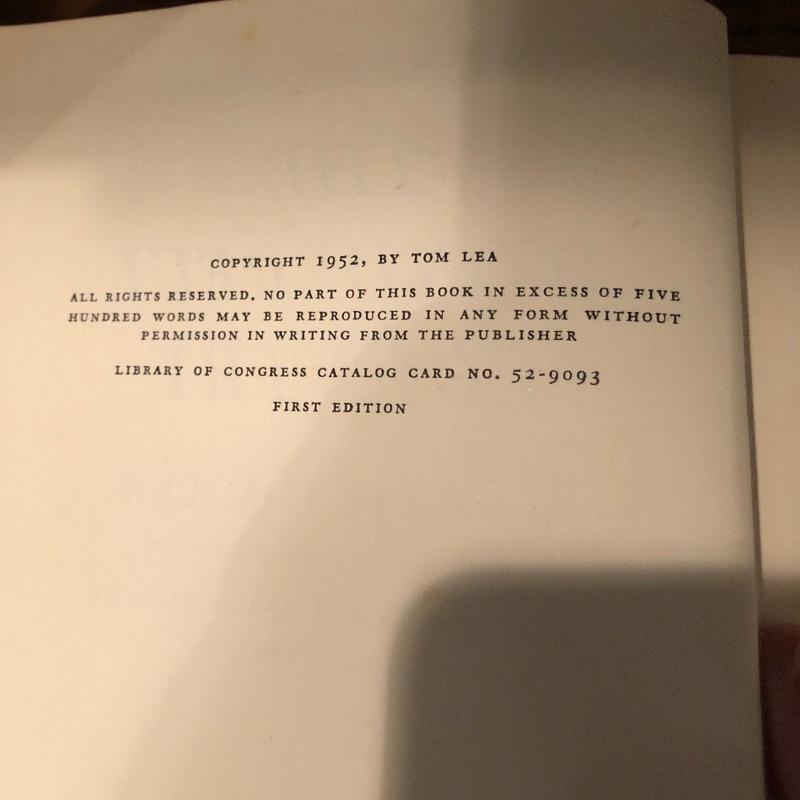 COPYRIGHT 1952, BY TOM LEA
ALL RIGHTS RESERVED. NO PART OF THIS BOOK IN EXCESS OF FIVE
HUNDRED WORDS MAY BE REPRODUCED IN ANY FORM WITHOUT
PERMISSION IN WRITING FROM THE PUBLISHER
LIBRARY OF CONGRESS CATALOG CARD NO. 52-9093
FIRST EDITION